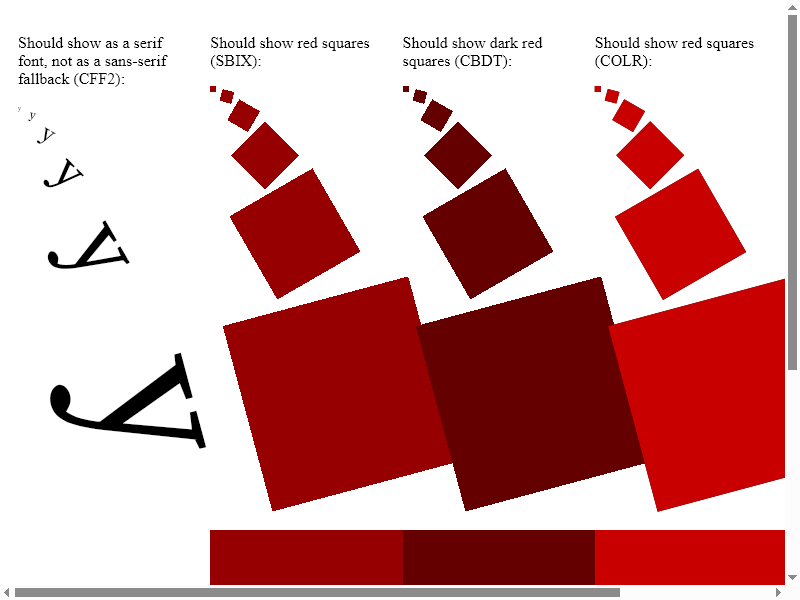 Should show as a serif
font, not as a sans-serif
fallback (CFF2):
y
y
y
y
y
y
Should show red squares
(SBIX):
Should show dark red
squares (CBDT):
Should show red squares
(COLR):